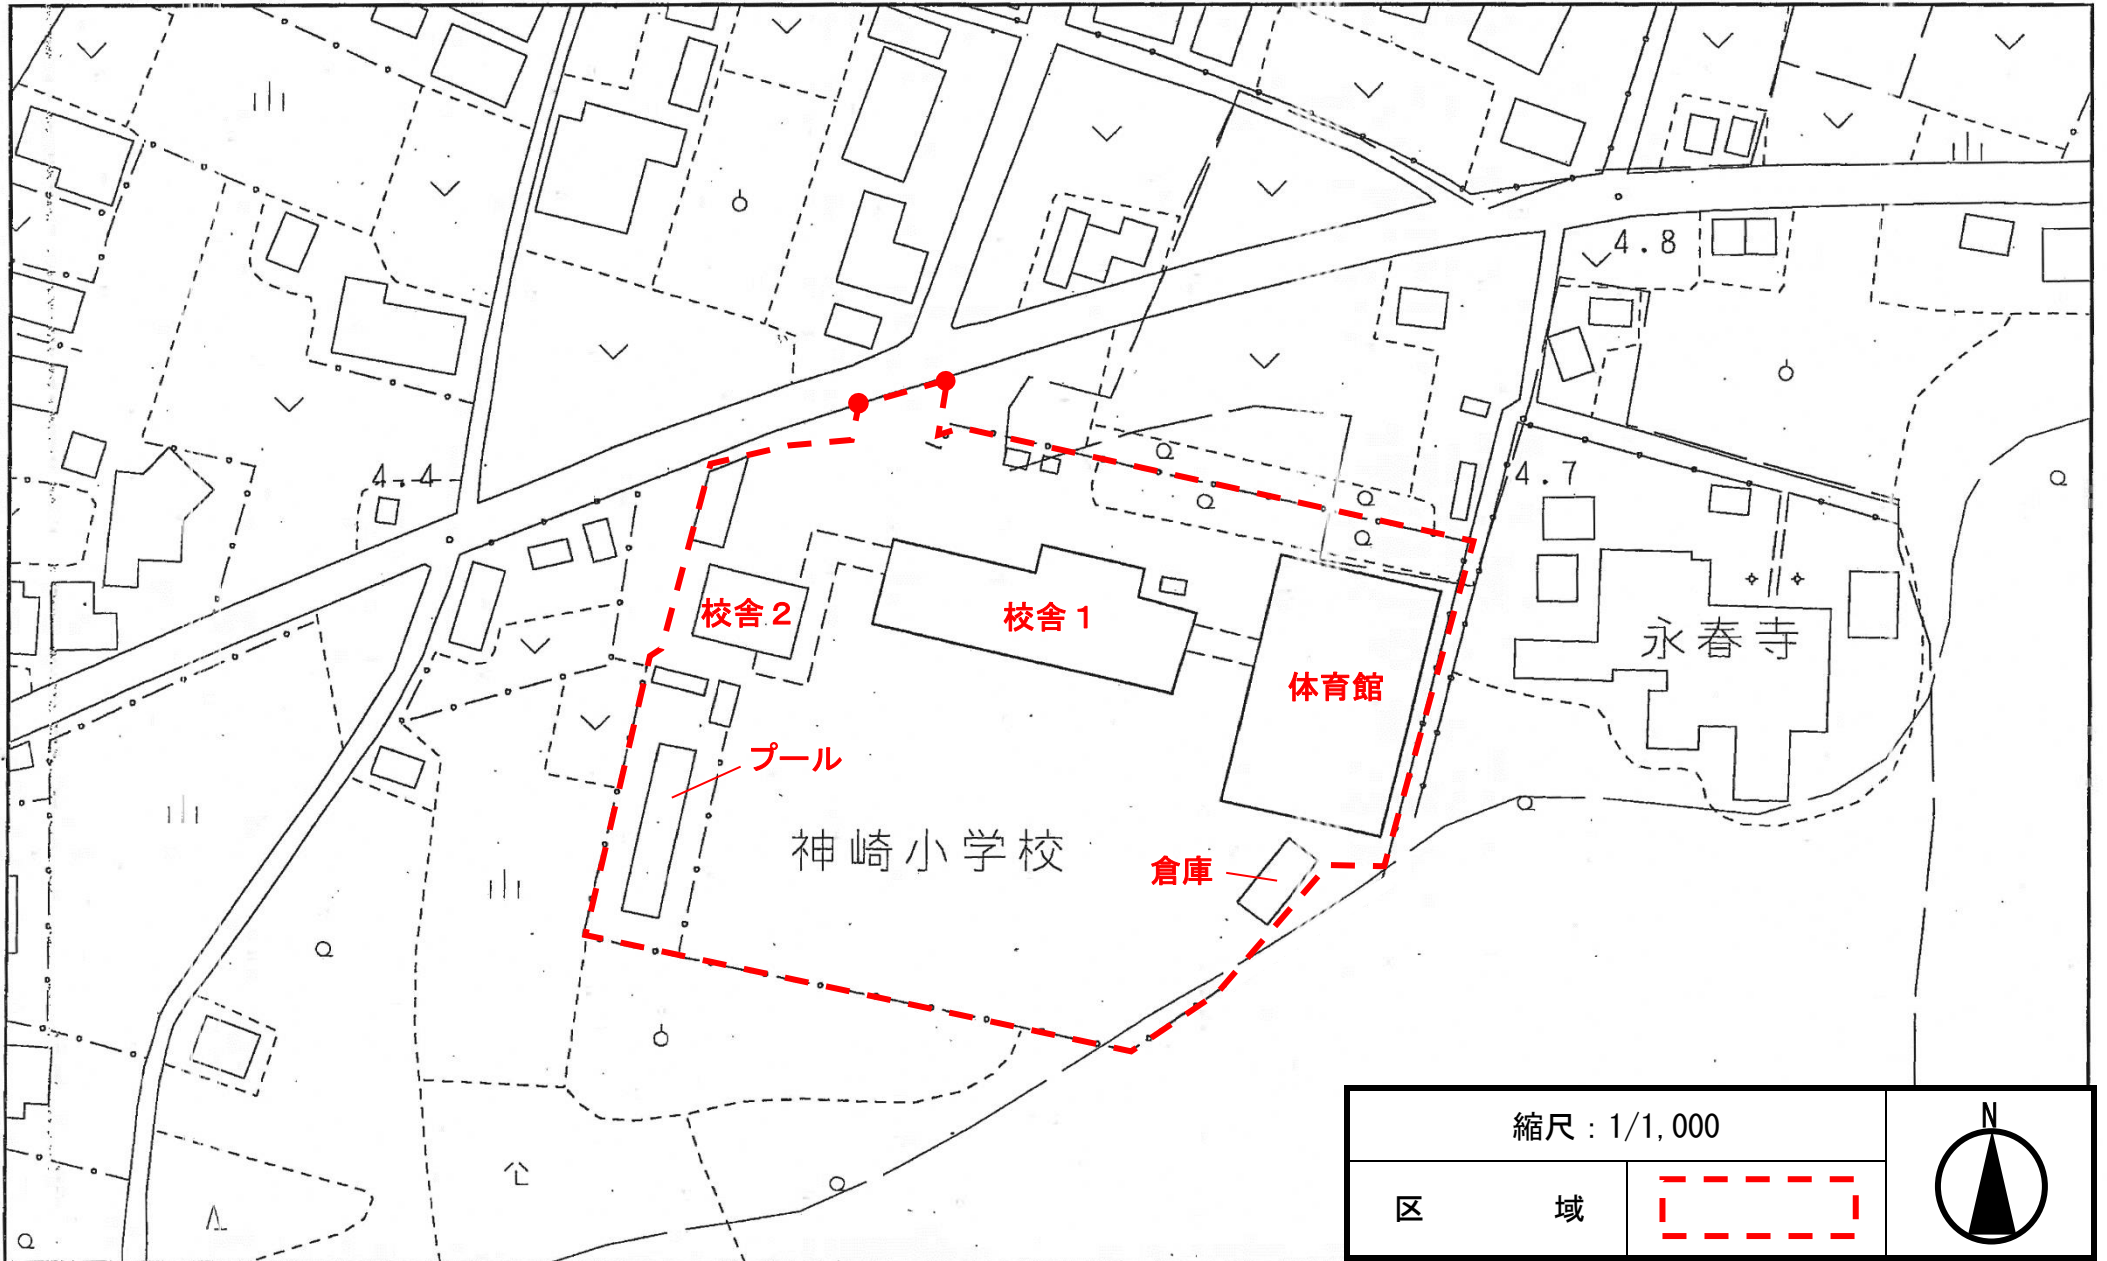 4.8
4.4
4.7
校舎２
校舎１
永春寺
体育館
プール
神崎小学校
倉庫
縮尺：1/1,000
N
区　　域